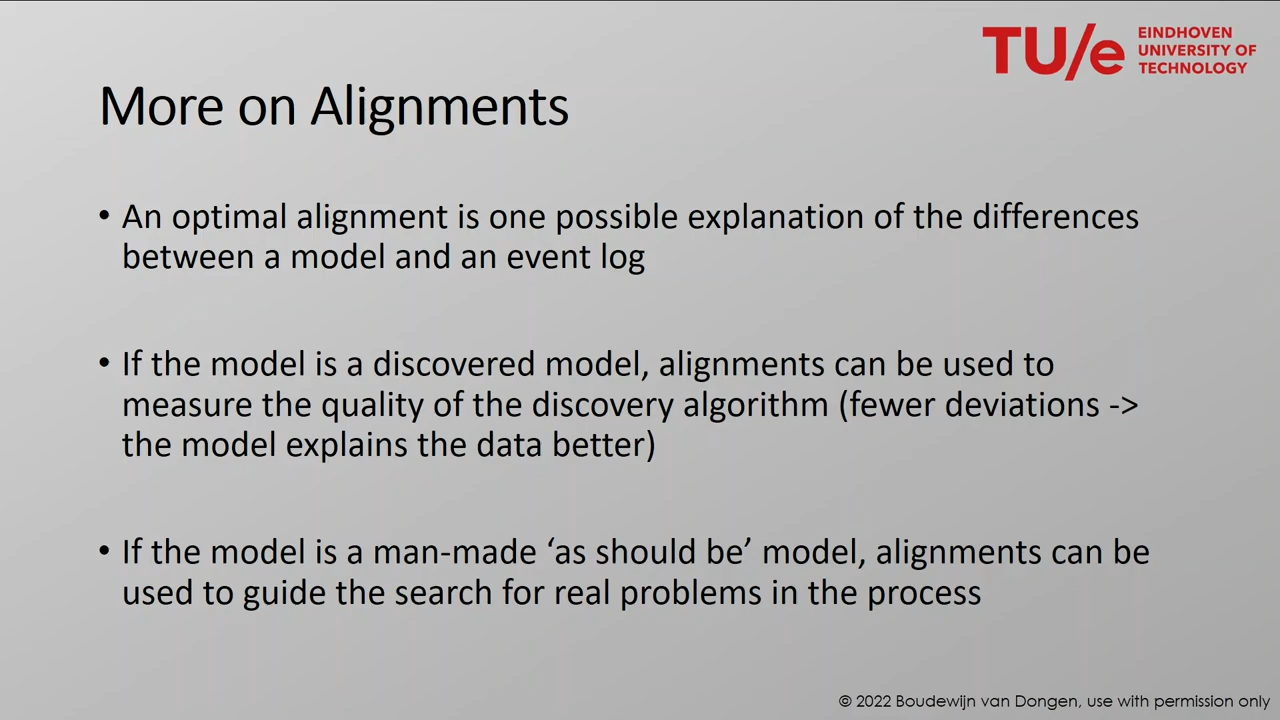 TU/e EINDHOVEN
UNIVERSITY OF
TECHNOLOGY
More on Alignments
• An optimal alignment is one possible explanation of the differences
between a model and an event log
• If the model is a discovered model, alignments can be used to
measure the quality of the discovery algorithm (fewer deviations ->
the model explains the data better)
• If the model is a man-made ‘as should be’ model, alignments can be
used to guide the search for real problems in the process
© 2022 Boudewijn van Dongen, use with permission only